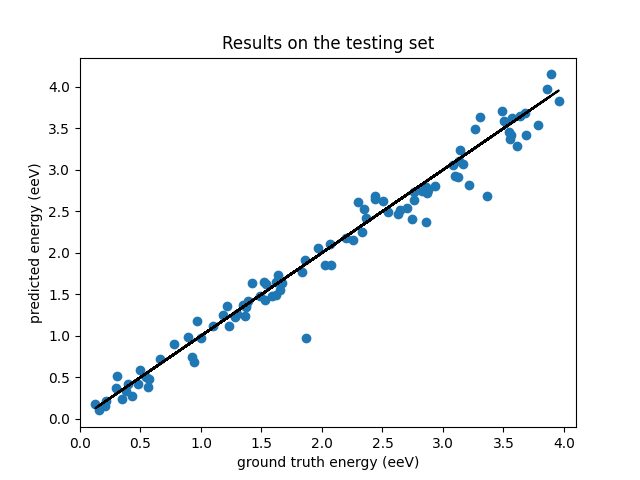 Results on the testing set
predicted energy (eeV)
4.0
3.5
3.0
2.5
2.0
1.5
1.0
0.5
0.0
0.0 0.5 1.0 1.5 2.0 2.5 3.0 3.5 4.0
ground truth energy (eeV)